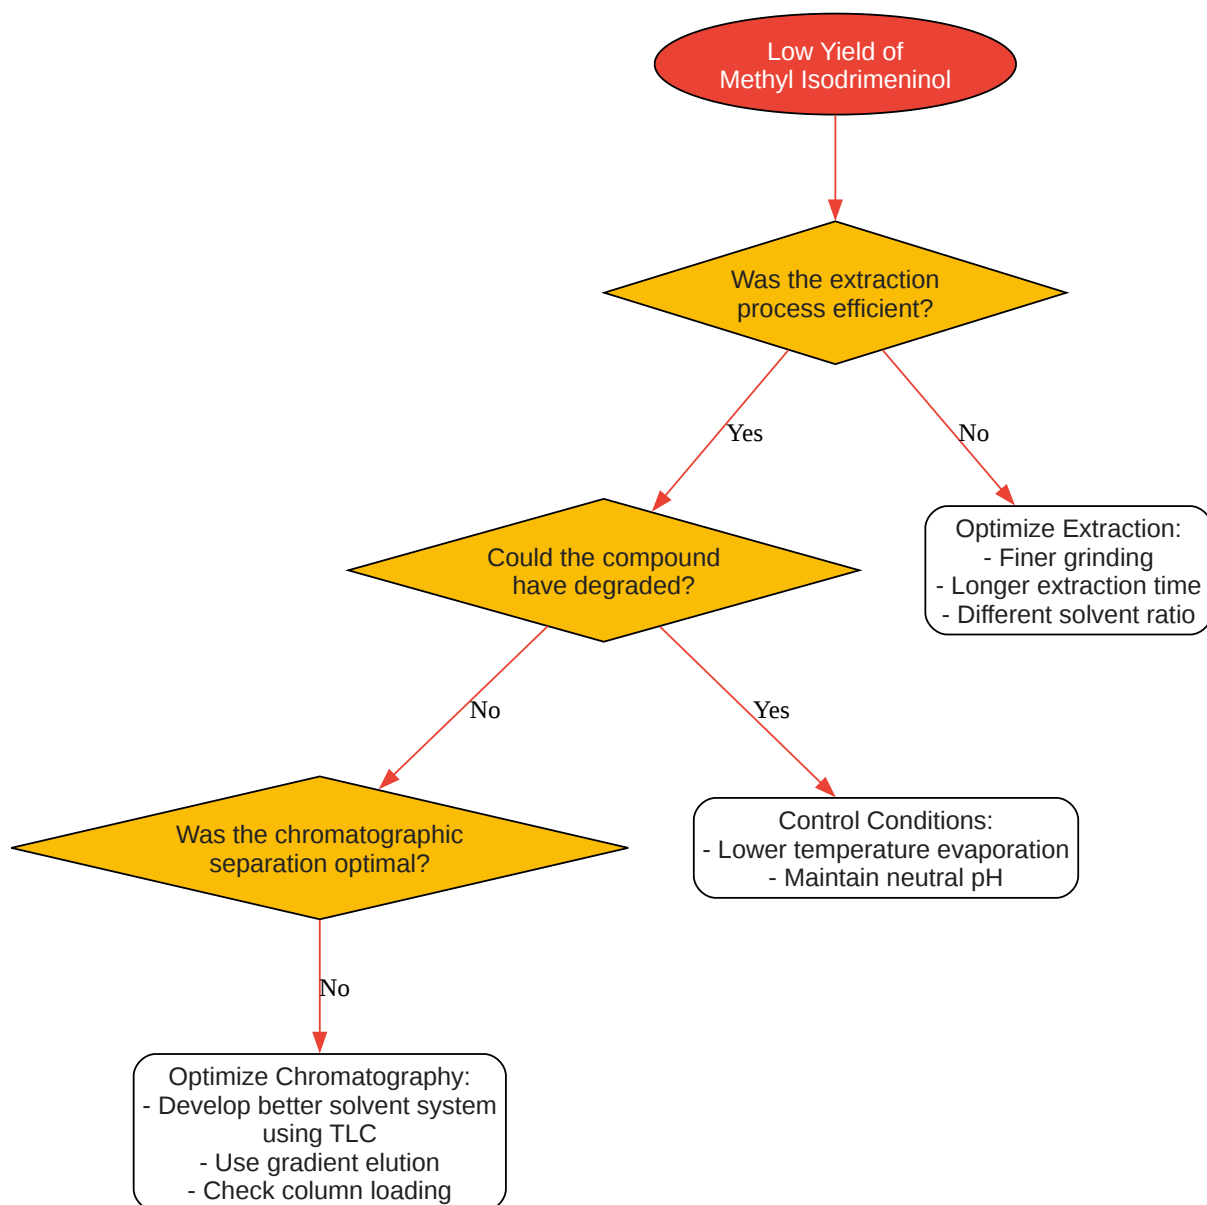 Low Yield of
Methyl Isodrimeninol
Was the extraction
process efficient?
Yes
No
Could the compound
have degraded?
Optimize Extraction:
- Finer grinding
- Longer extraction time
- Different solvent ratio
No
Yes
Was the chromatographic
separation optimal?
Control Conditions:
- Lower temperature evaporation
- Maintain neutral pH
No
Optimize Chromatography:
- Develop better solvent system
using TLC
- Use gradient elution
- Check column loading